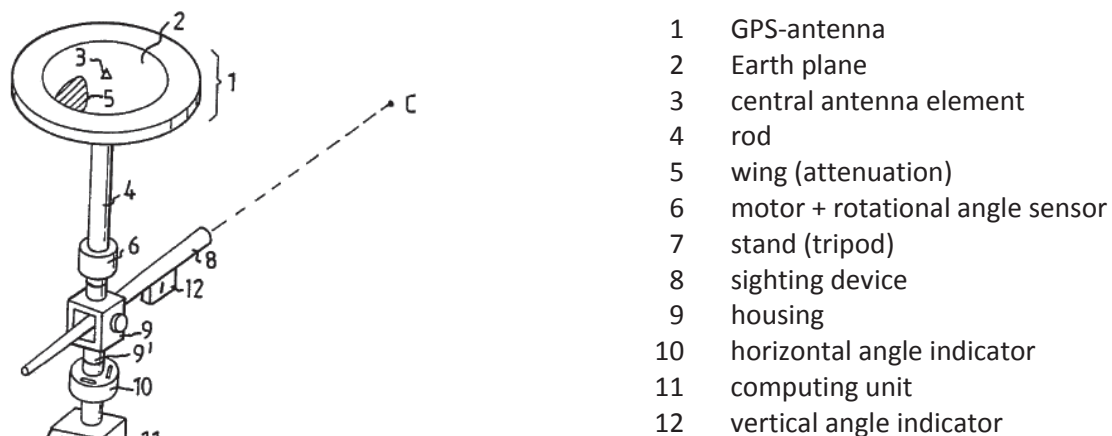 2
3
1
5
C
4
6
8
12
9
9'
10
11
1 GPS-antenna
2 Earth plane
3 central antenna element
4 rod
5 wing (attenuation)
6 motor + rotational angle sensor
7 stand (tripod)
8 sighting device
9 housing
10 horizontal angle indicator
11 computing unit
12 vertical angle indicator